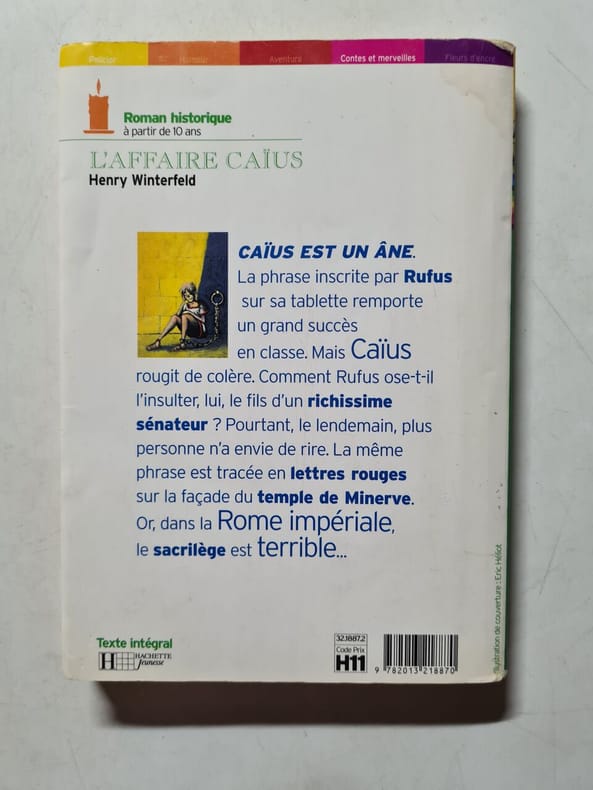 Policier
Humour
Aventure
Contes et merveilles
Fleurs d'encre
Roman historique
à partir de 10 ans
L'AFFAIRE CAÏUS
Henry Winterfeld
CAÏUS EST UN ÂNE.
La phrase inscrite par Rufus
sur sa tablette remporte
un grand succès
en classe. Mais Caïus
rougit de colère. Comment Rufus ose-t-il
l'insulter, lui, le fils d'un richissime
sénateur ? Pourtant, le lendemain, plus
personne n'a envie de rire. La même
phrase est tracée en lettres rouges
sur la façade du temple de Minerve.
Or, dans la Rome impériale,
le sacrilège est terrible...
Texte intégral
H HACHETTE
Jeunesse
32.1887.2
Code Prix
H11
9 782013 218870
Illustration de couverture : Eric Héliot